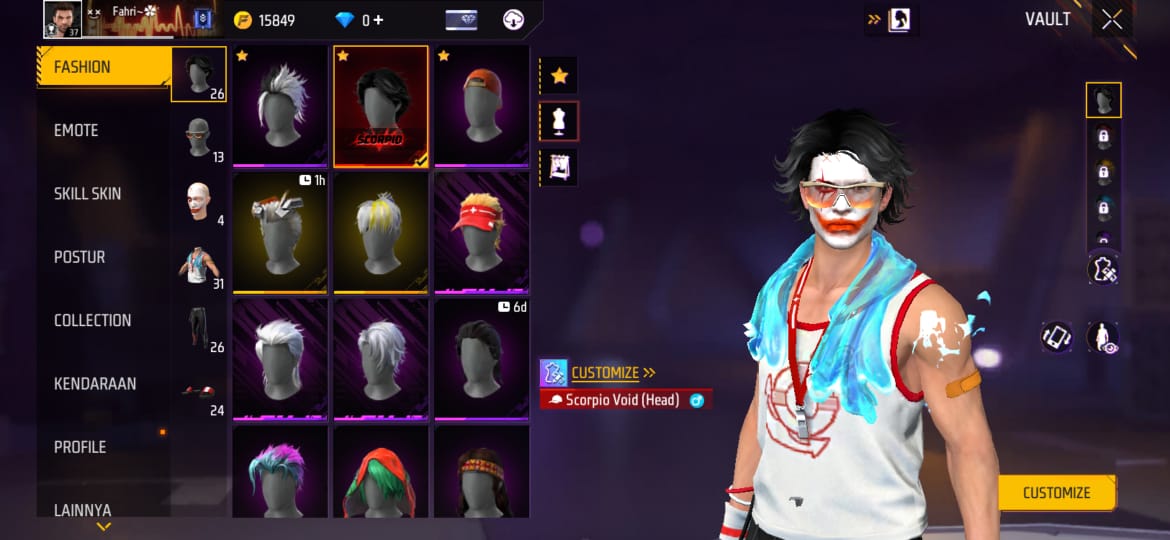 Fahri~
37
15849
0 +
VAULT
FASHION
EMOTE
SKILL SKIN
POSTUR
COLLECTION
KENDARAAN
PROFILE
LAINNYA
26
13
4
31
26
24
SCORPIO
1h
6d
CUSTOMIZE >>
Scorpio Void (Head)
CUSTOMIZE